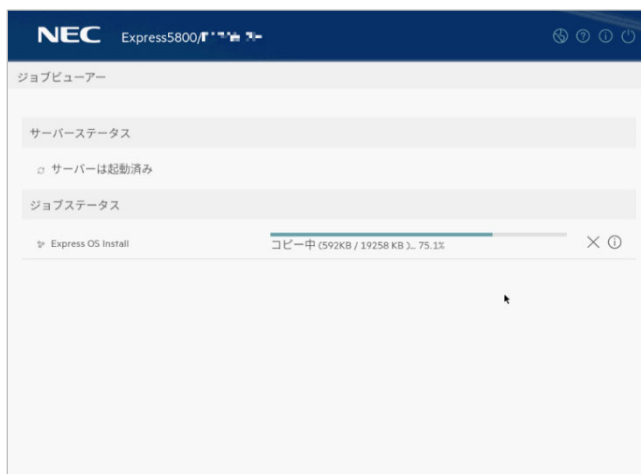 NEC Express5800/
ジョブビューアー
サーバーステータス
サーバーは起動済み
ジョブステータス
Express OS Install
コピー中 (592KB / 19258 KB )... 75.1%